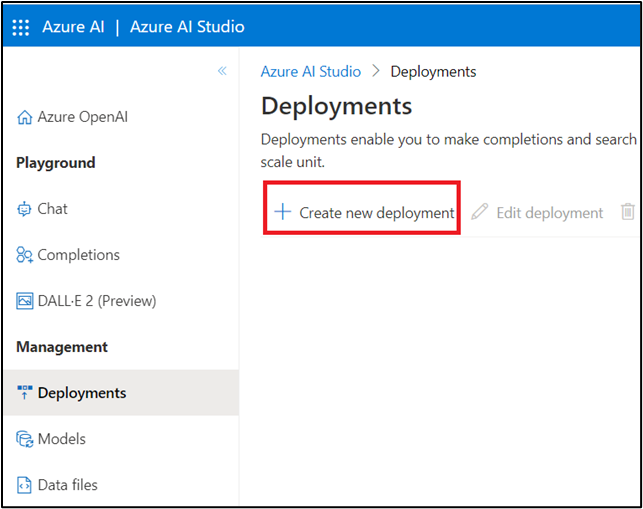 Azure AI | Azure AI Studio
«
Azure AI Studio > Deployments
Azure OpenAI
Deployments
Deployments enable you to make completions and search
scale unit.
Playground
Chat
+ Create new deployment
Edit deployment
Completions
DALL·E 2 (Preview)
Management
Deployments
Models
Data files